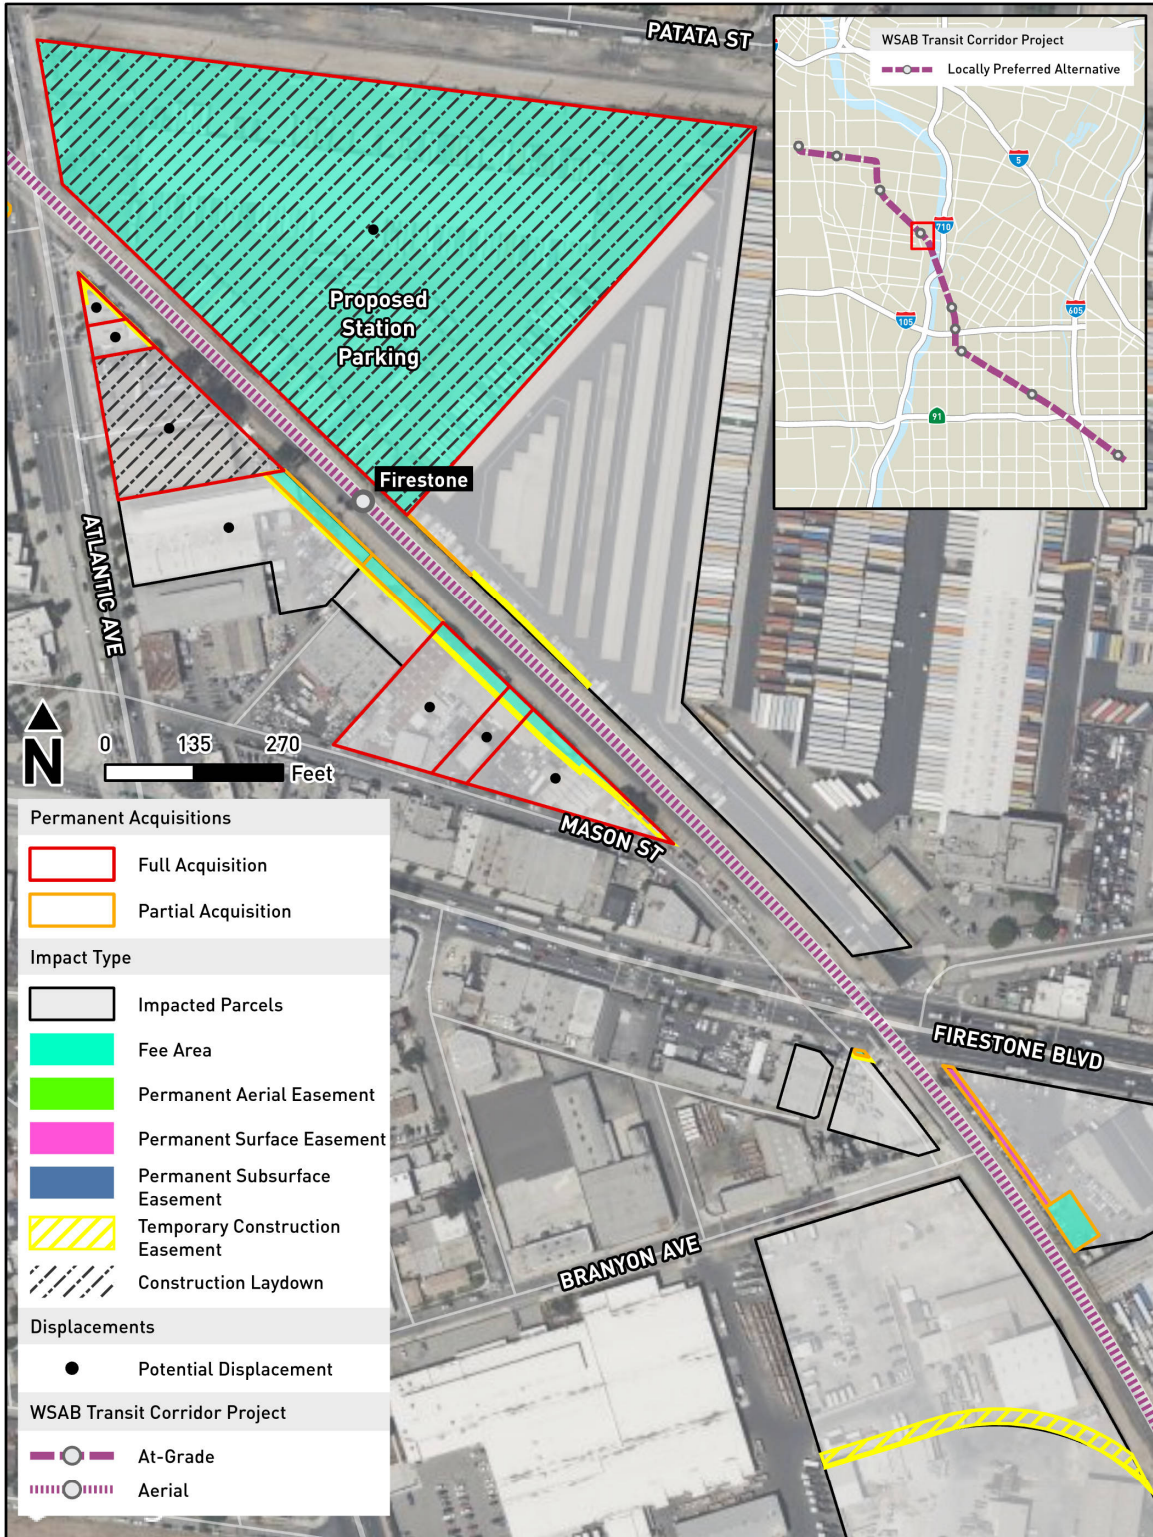 PATATA ST
WSAB Transit Corridor Project
Locally Preferred Alternative
5
710
105
605
91
Proposed
Station
Parking
Firestone
ATLANTIC AVE
N
0 135 270
Feet
MASON ST
FIRESTONE BLVD
BRANYON AVE
Permanent Acquisitions
Full Acquisition
Partial Acquisition
Impact Type
Impacted Parcels
Fee Area
Permanent Aerial Easement
Permanent Surface Easement
Permanent Subsurface
Easement
Temporary Construction
Easement
Construction Laydown
Displacements
Potential Displacement
WSAB Transit Corridor Project
At-Grade
Aerial